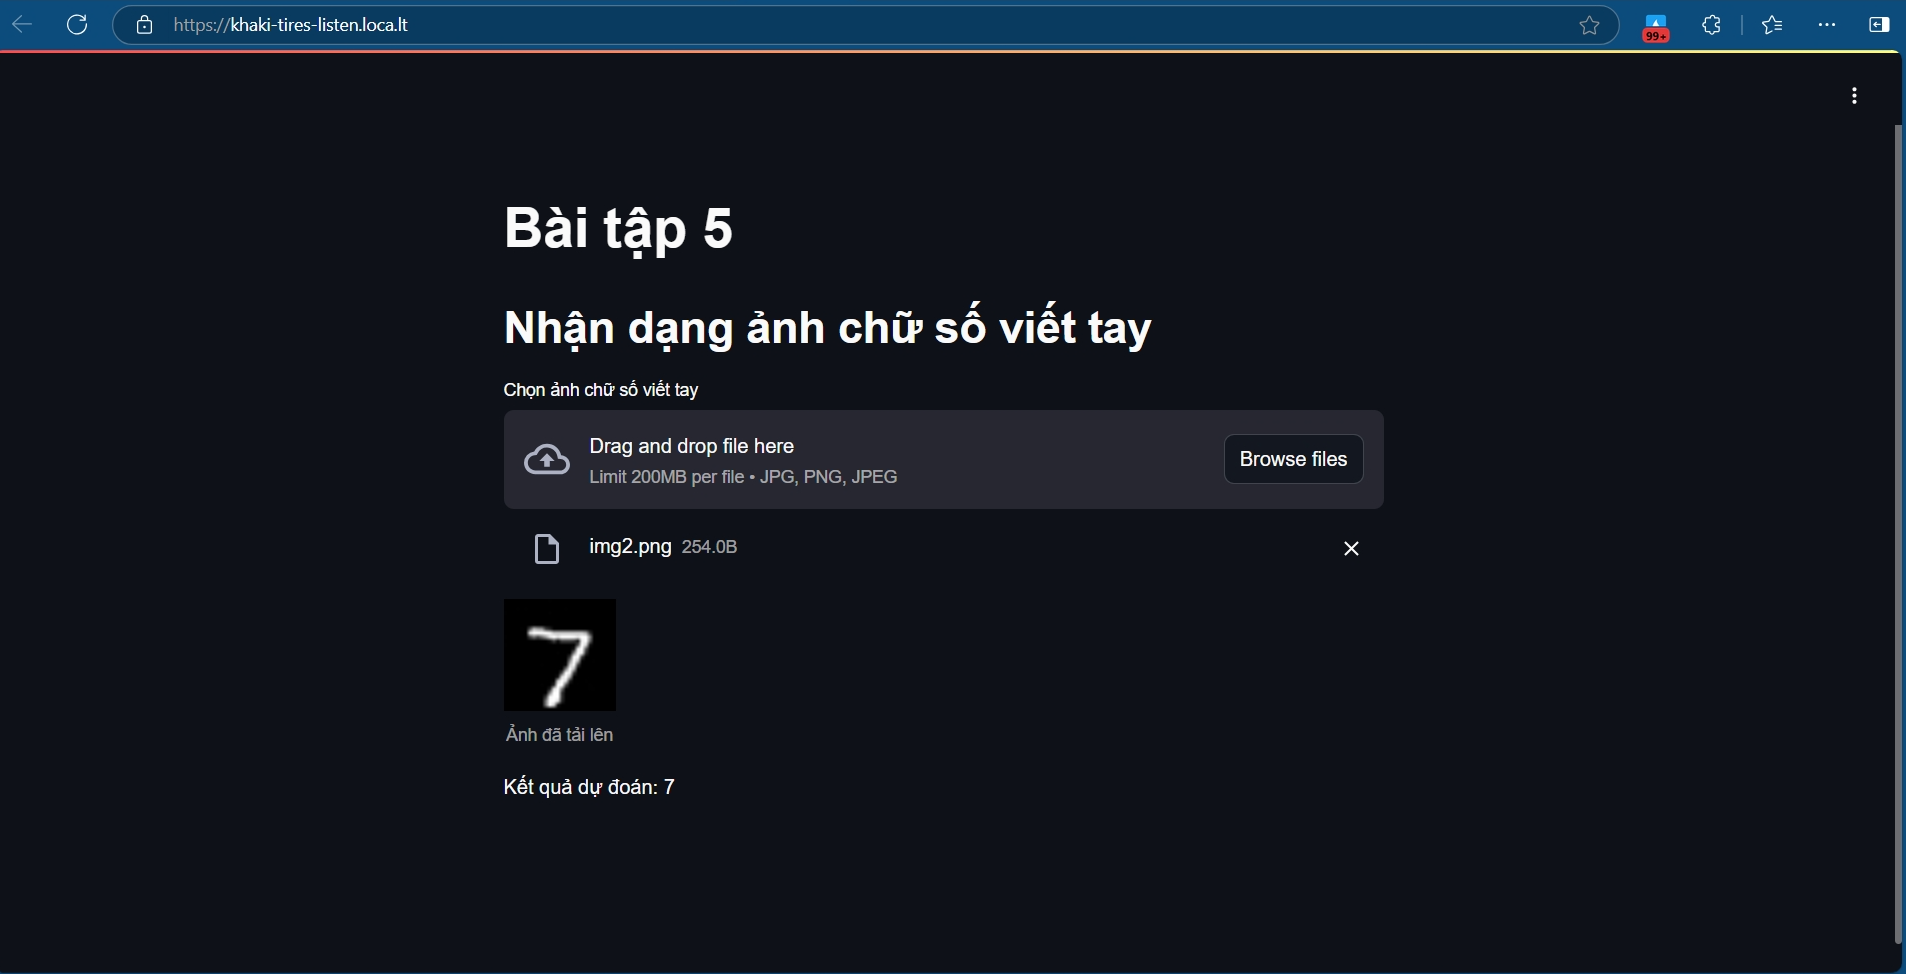 https://khaki-tires-listen.loca.lt
99+
Bài tập 5
Nhận dạng ảnh chữ số viết tay
Chọn ảnh chữ số viết tay
Drag and drop file here
Limit 200MB per file • JPG, PNG, JPEG
Browse files
img2.png 254.0B
7
Ảnh đã tải lên
Kết quả dự đoán: 7